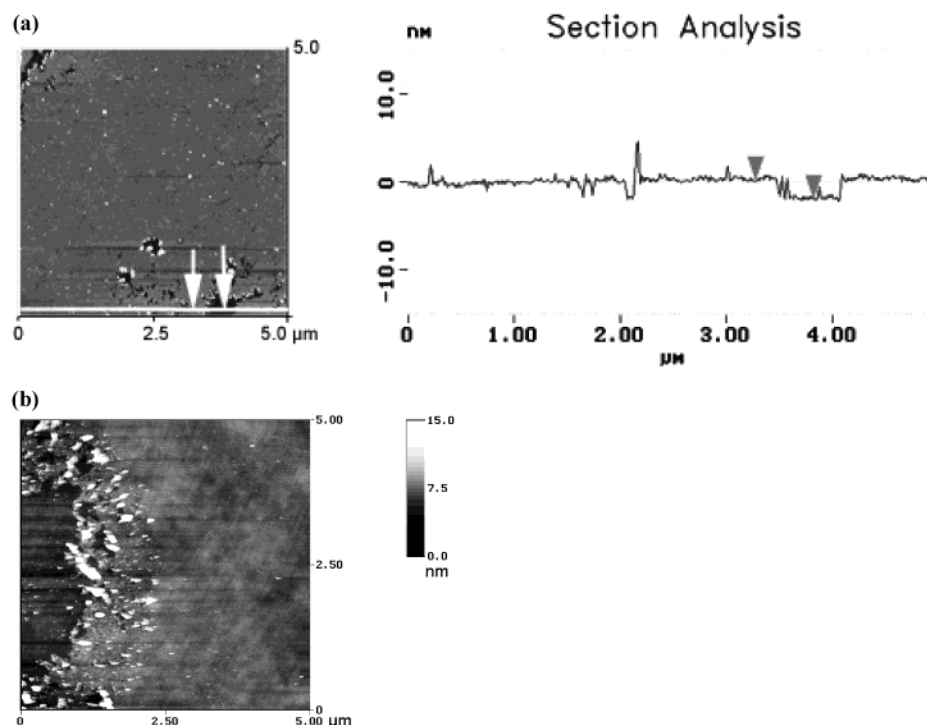 (a)
5.0
0 2.5 5.0 μm
nm Section Analysis
10.0
0
-10.0
0 1.00 2.00 3.00 4.00
μm
(b)
5.00
2.50
0
0 2.50 5.00 μm
15.0
7.5
0.0
nm